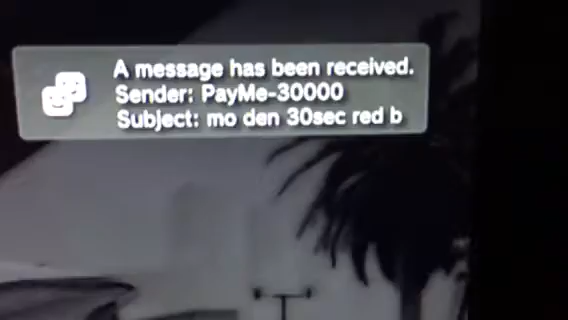 A message has been received.
Sender: PayMe-30000
Subject: mo den 30sec red b